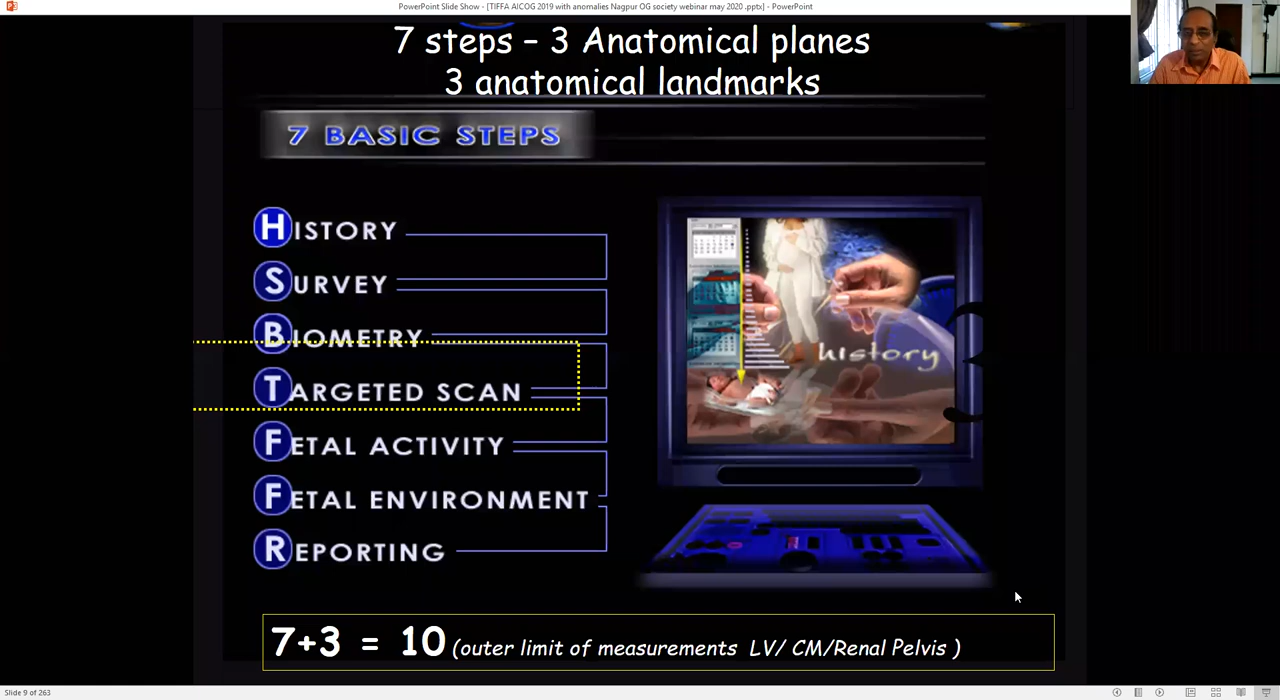 PowerPoint Slide Show - [TIFFA AICOG 2019 with anomalies Nagpur OG society webinar may 2020 .pptx] - PowerPoint
7 steps – 3 Anatomical planes
3 anatomical landmarks
7 BASIC STEPS
HISTORY
SURVEY
BIOMETRY
TARGETED SCAN
FETAL ACTIVITY
FETAL ENVIRONMENT
REPORTING
history
3
7+3 = 10 (outer limit of measurements LV/ CM/Renal Pelvis )
Slide 9 of 263